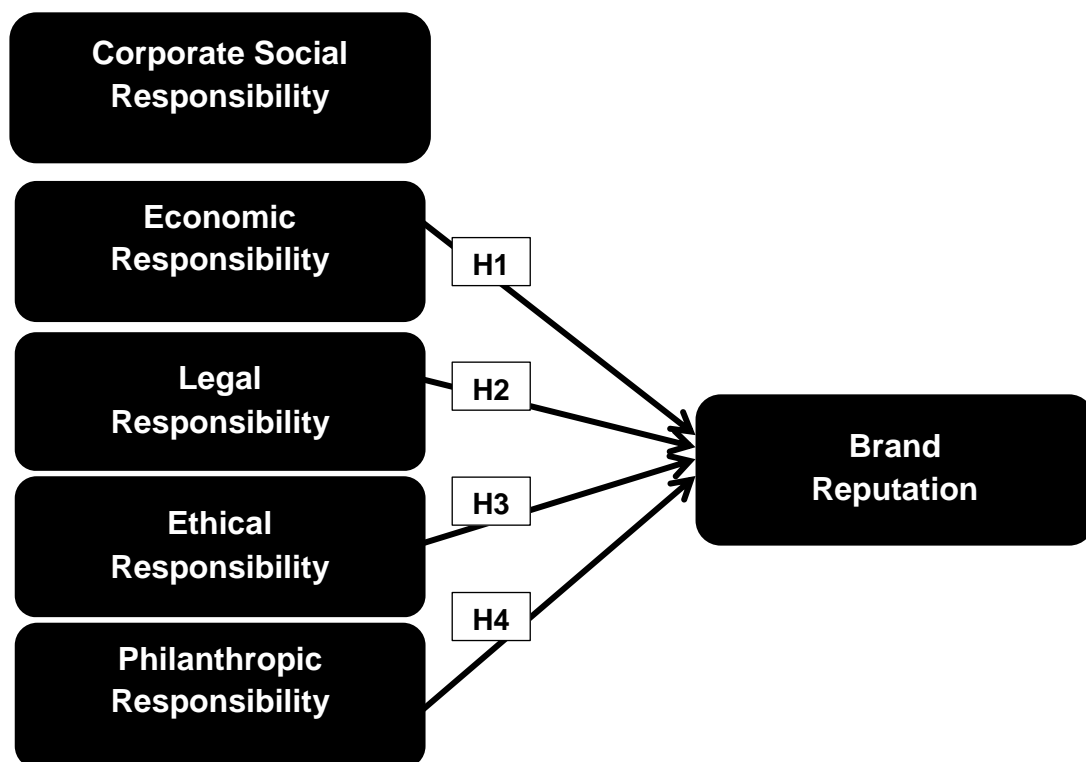 Corporate Social
Responsibility
Economic
Responsibility
H1
Legal
Responsibility
H2
Brand
Reputation
Ethical
Responsibility
H3
Philanthropic
Responsibility
H4